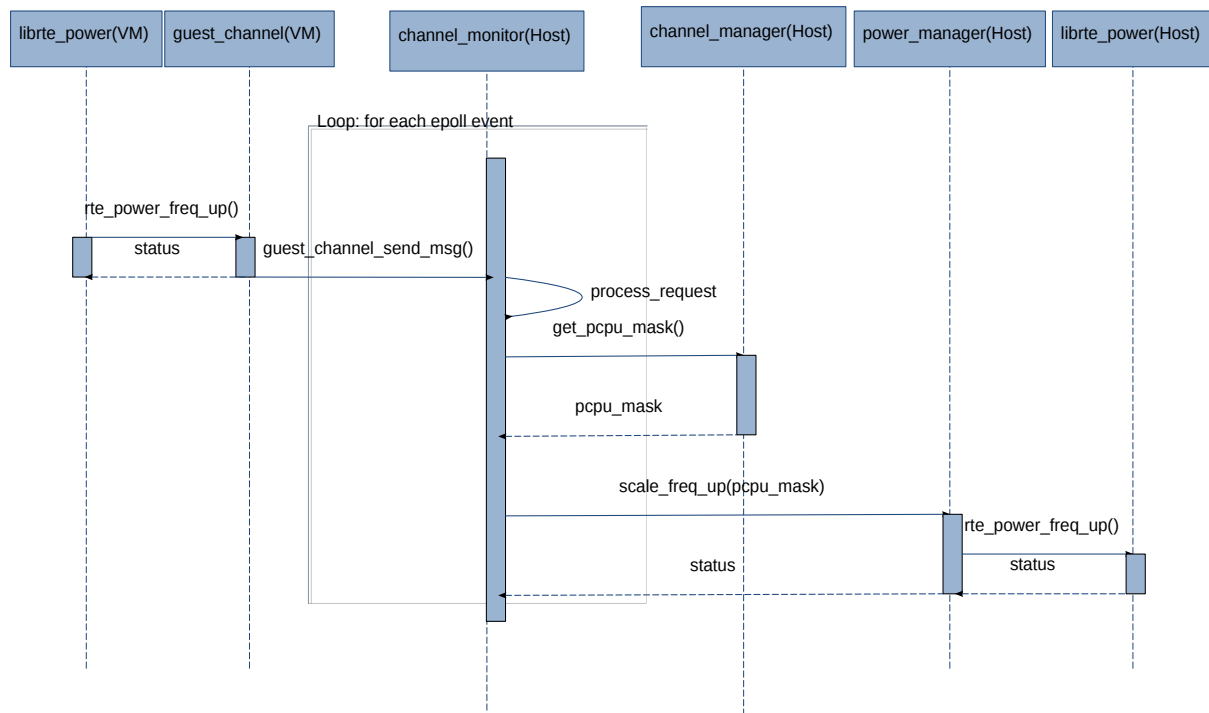 librte_power(VM)
guest_channel(VM)
channel_monitor(Host)
channel_manager(Host)
power_manager(Host)
librte_power(Host)
Loop: for each epoll event
rte_power_freq_up()
status
guest_channel_send_msg()
process_request
get_pcpu_mask()
pcpu_mask
scale_freq_up(pcpu_mask)
rte_power_freq_up()
status
status